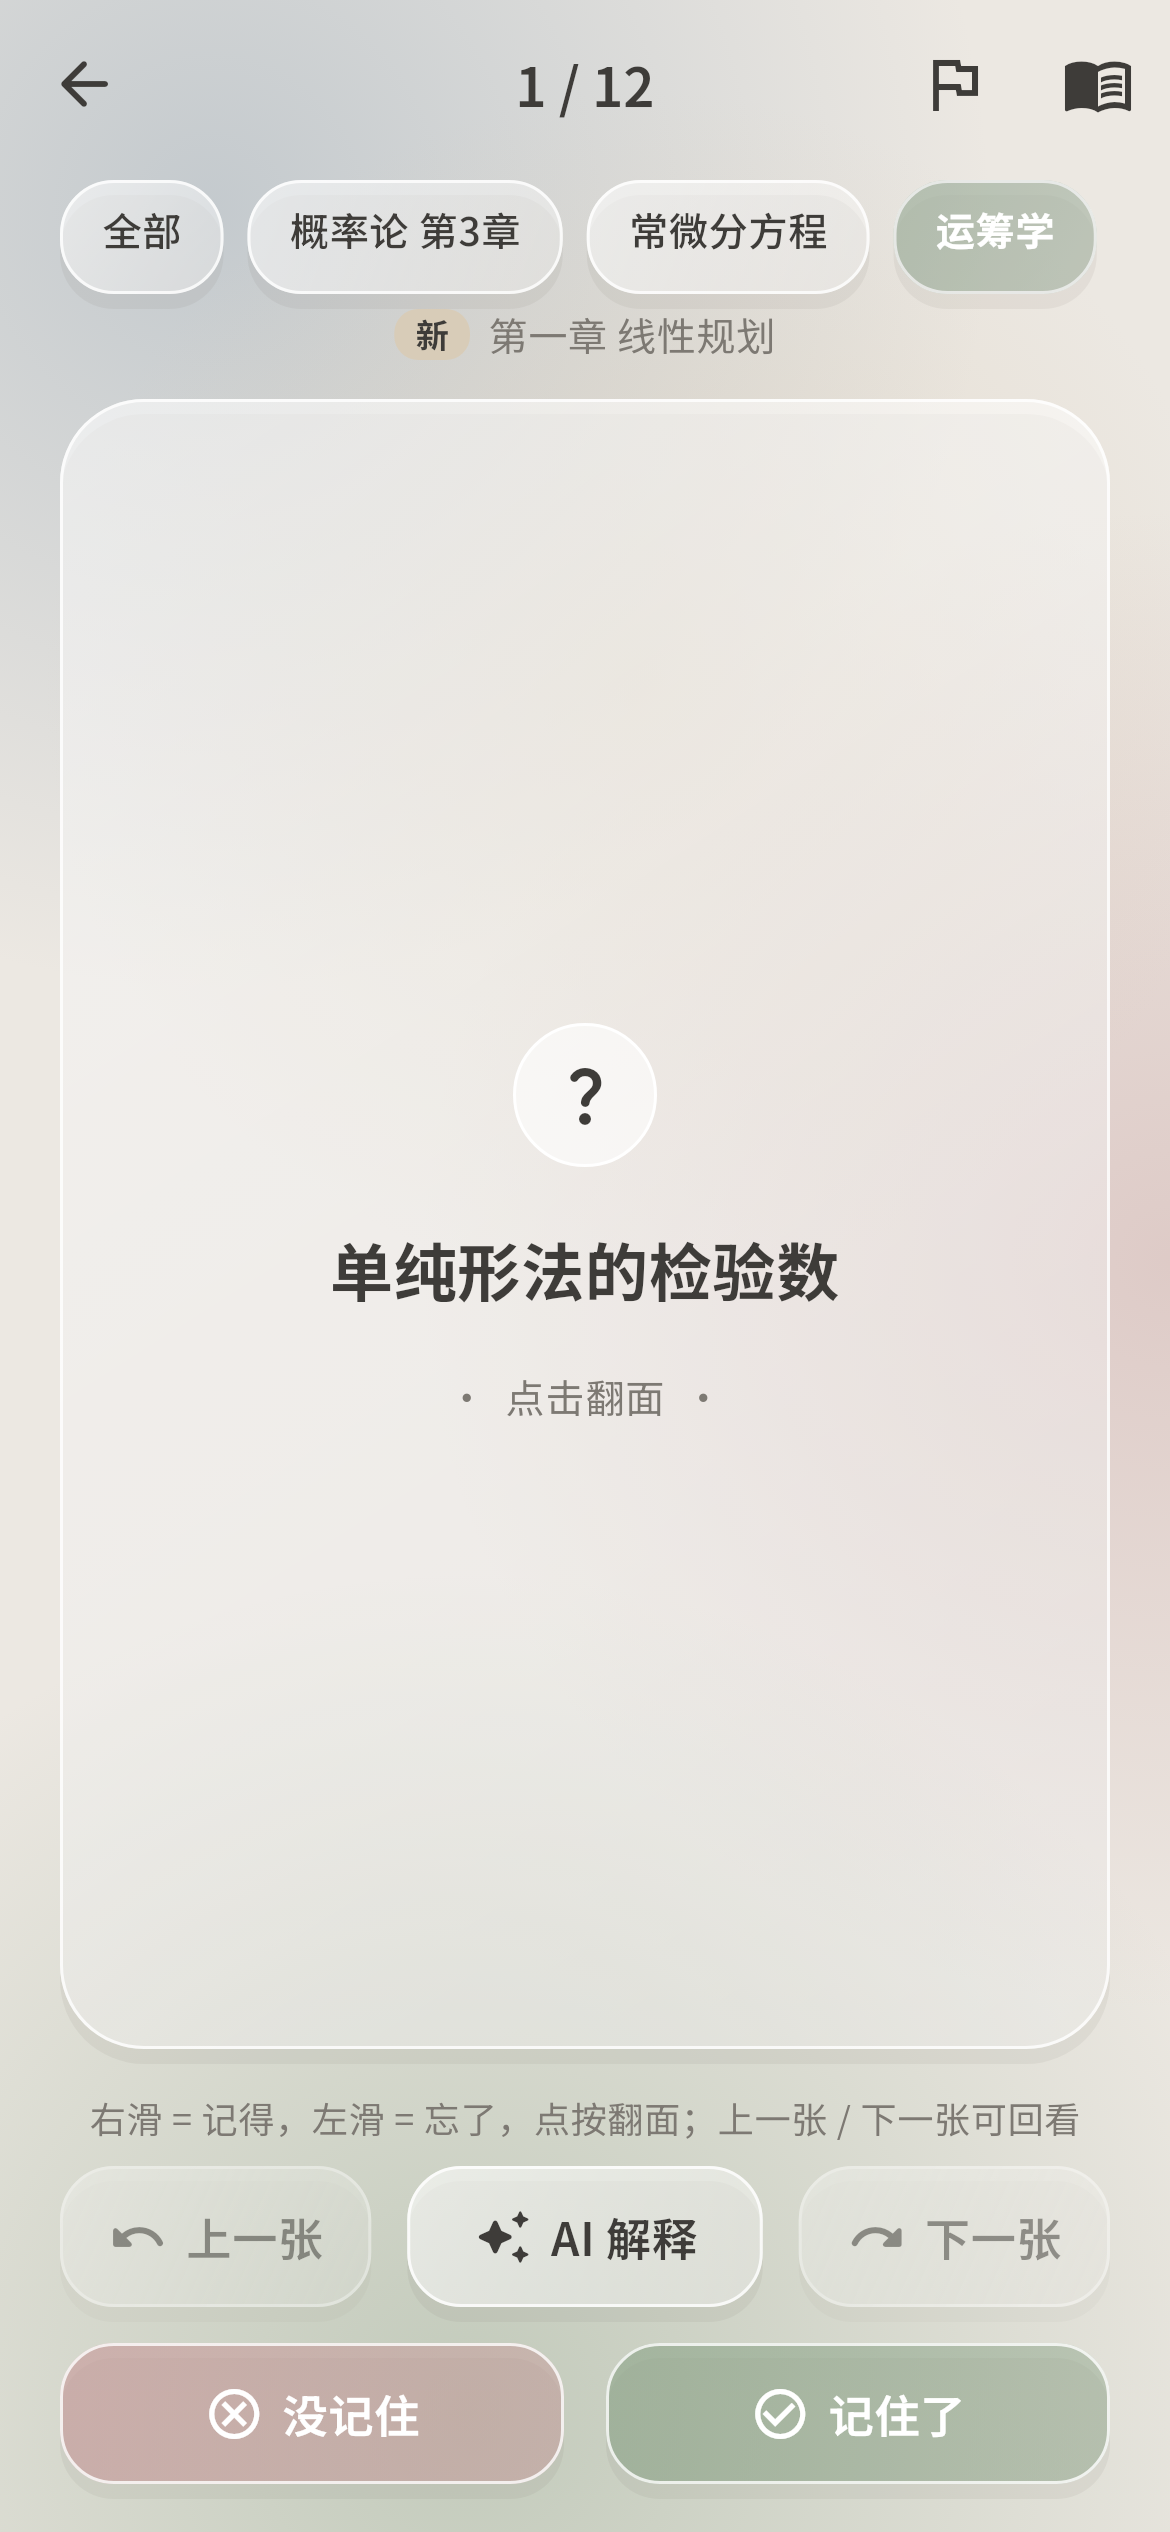 1 / 12
全部 概率论 第3章 常微分方程 运筹学
新 第一章 线性规划
?
单纯形法的检验数
· 点击翻面 ·
右滑 = 记得，左滑 = 忘了，点按翻面；上一张 / 下一张可回看
上一张 AI 解释 下一张
没记住 记住了